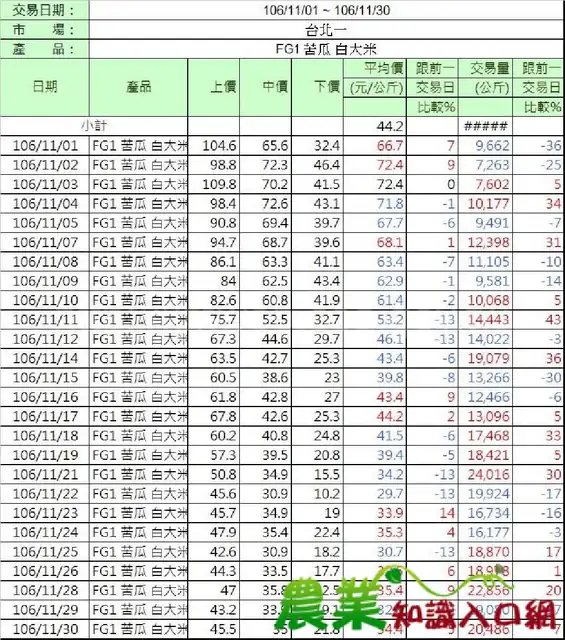 交易日期： 106/11/01 ~ 106/11/30
市 場： 台北一
產 品： FG1 苦瓜 白大米
日期 產品 上價 中價 下價 平均價 (元/公斤) 跟前一交易日比較% 交易量 (公斤) 跟前一交易日比較%
小計 44.2 #####
106/11/01 FG1 苦瓜 白大米 104.6 65.6 32.4 66.7 7 9,662 -36
106/11/02 FG1 苦瓜 白大米 98.8 72.3 46.4 72.4 9 7,263 -25
106/11/03 FG1 苦瓜 白大米 109.8 70.2 41.5 72.4 0 7,602 5
106/11/04 FG1 苦瓜 白大米 98.4 72.6 43.1 71.8 -1 10,177 34
106/11/05 FG1 苦瓜 白大米 90.8 69.4 39.7 67.7 -6 9,491 -7
106/11/07 FG1 苦瓜 白大米 94.7 68.7 39.6 68.1 1 12,398 31
106/11/08 FG1 苦瓜 白大米 86.1 63.3 41.1 63.4 -7 11,105 -10
106/11/09 FG1 苦瓜 白大米 84 62.5 43.4 62.9 -1 9,581 -14
106/11/10 FG1 苦瓜 白大米 82.6 60.8 41.9 61.4 -2 10,068 5
106/11/11 FG1 苦瓜 白大米 75.7 52.5 32.7 53.2 -13 14,443 43
106/11/12 FG1 苦瓜 白大米 67.3 44.6 29.7 46.1 -13 14,022 -3
106/11/14 FG1 苦瓜 白大米 63.5 42.7 25.3 43.4 -6 19,079 36
106/11/15 FG1 苦瓜 白大米 60.5 38.6 23 39.8 -8 13,266 -30
106/11/16 FG1 苦瓜 白大米 61.8 42.8 27 43.4 9 12,466 -6
106/11/17 FG1 苦瓜 白大米 67.8 42.6 25.3 44.2 2 13,096 5
106/11/18 FG1 苦瓜 白大米 60.2 40.8 24.8 41.5 -6 17,468 33
106/11/19 FG1 苦瓜 白大米 57.3 39.5 20.8 39.4 -5 18,421 5
106/11/21 FG1 苦瓜 白大米 50.8 34.9 15.5 34.2 -13 24,016 30
106/11/22 FG1 苦瓜 白大米 45.6 30.9 10.2 29.7 -13 19,924 -17
106/11/23 FG1 苦瓜 白大米 45.7 34.9 19 33.9 14 16,734 -16
106/11/24 FG1 苦瓜 白大米 47.9 35.4 22.4 35.3 4 16,177 -3
106/11/25 FG1 苦瓜 白大米 42.6 30.9 18.2 30.7 -13 18,870 17
106/11/26 FG1 苦瓜 白大米 44.3 33.5 17.7 6 1
106/11/28 FG1 苦瓜 白大米 47 35.4 22,856 20
106/11/29 FG1 苦瓜 白大米 43.2
106/11/30 FG1 苦瓜 白大米 45.5 35 21.8 20,486 7
農業知識入口網